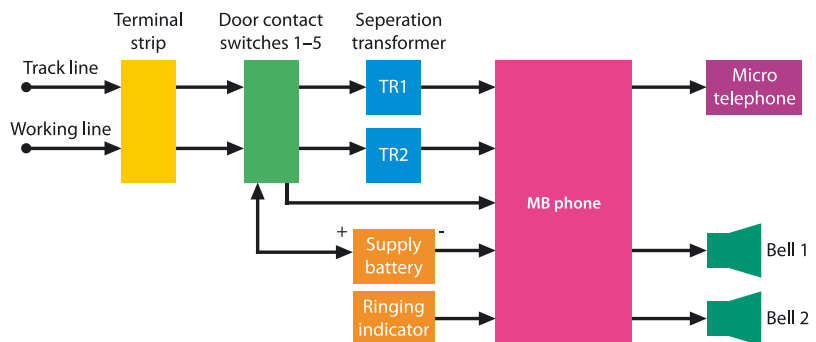 Terminal
strip
Door contact
switches 1–5
Seperation
transformer
Track line
TR1
Micro
telephone
Working line
TR2
MB phone
+
-
Supply
battery
Bell 1
Ringing
indicator
Bell 2